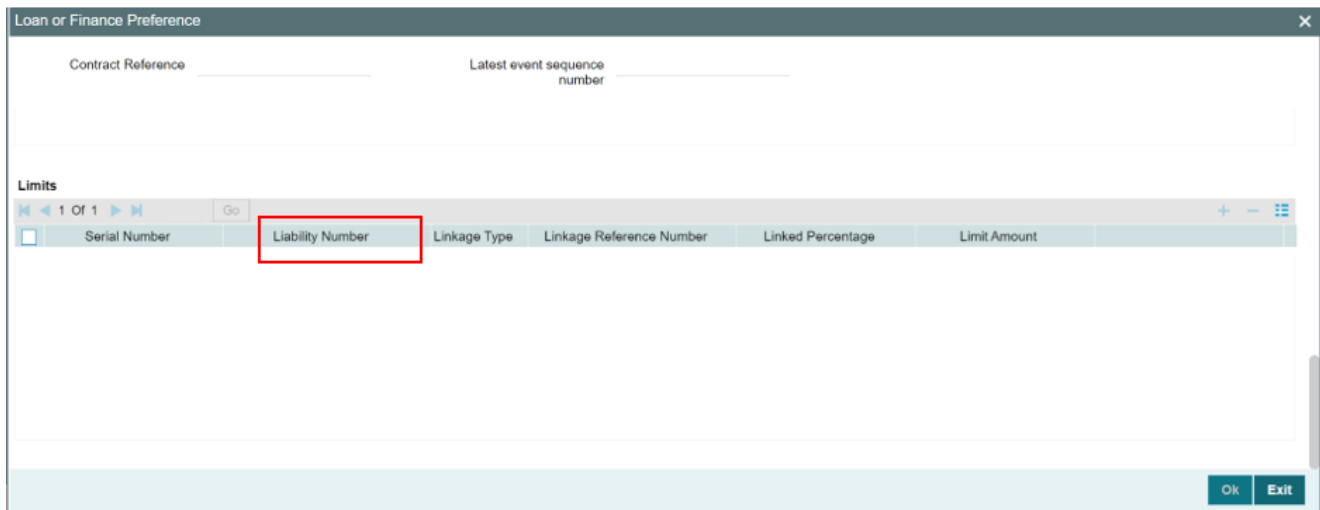 Loan or Finance Preference
Contract Reference
Latest event sequence
number
Limits
1 Of 1 Go
Serial Number Liability Number Linkage Type Linkage Reference Number Linked Percentage Limit Amount
Ok Exit